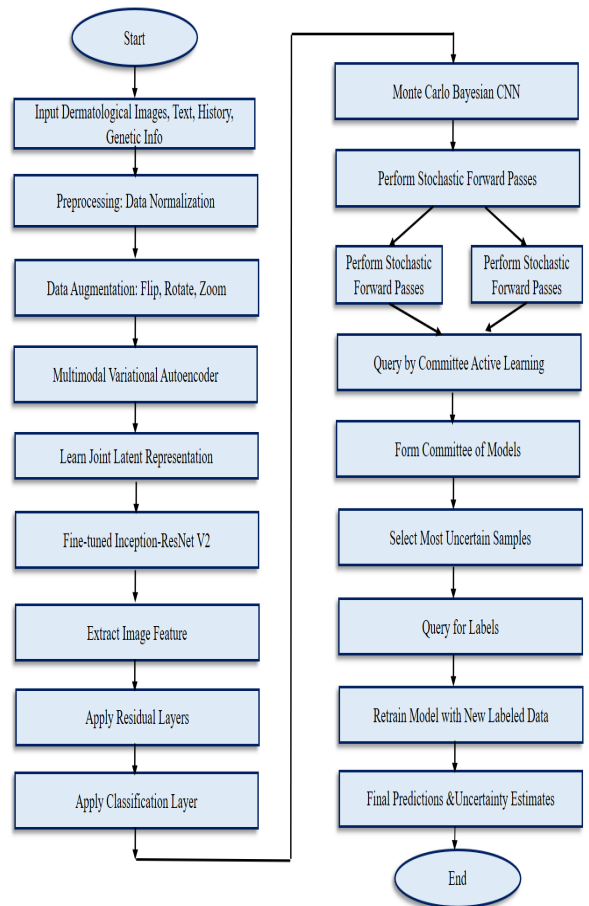 Start
Input Dermatological Images, Text, History,
Genetic Info
Preprocessing: Data Normalization
Data Augmentation: Flip, Rotate, Zoom
Multimodal Variational Autoencoder
Learn Joint Latent Representation
Fine-tuned Inception-ResNet V2
Extract Image Feature
Apply Residual Layers
Apply Classification Layer
Monte Carlo Bayesian CNN
Perform Stochastic Forward Passes
Perform Stochastic
Forward Passes
Perform Stochastic
Forward Passes
Query by Committee Active Learning
Form Committee of Models
Select Most Uncertain Samples
Query for Labels
Retrain Model with New Labeled Data
Final Predictions &Uncertainty Estimates
End